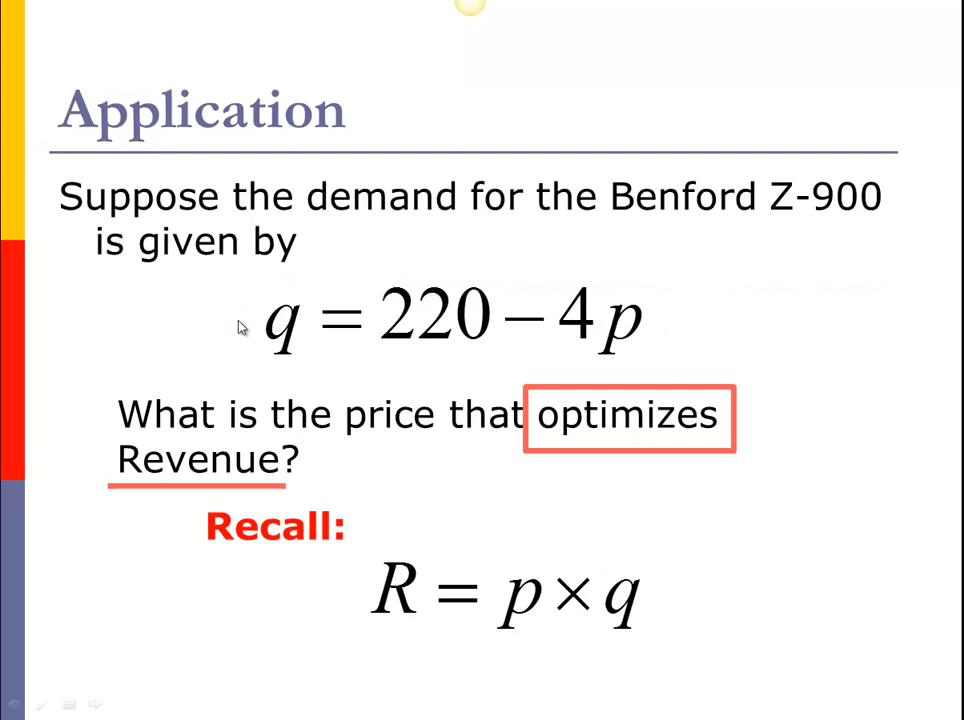 Application
Suppose the demand for the Benford Z-900
is given by
q = 220 − 4p
What is the price that optimizes
Revenue?
Recall:
R = p × q